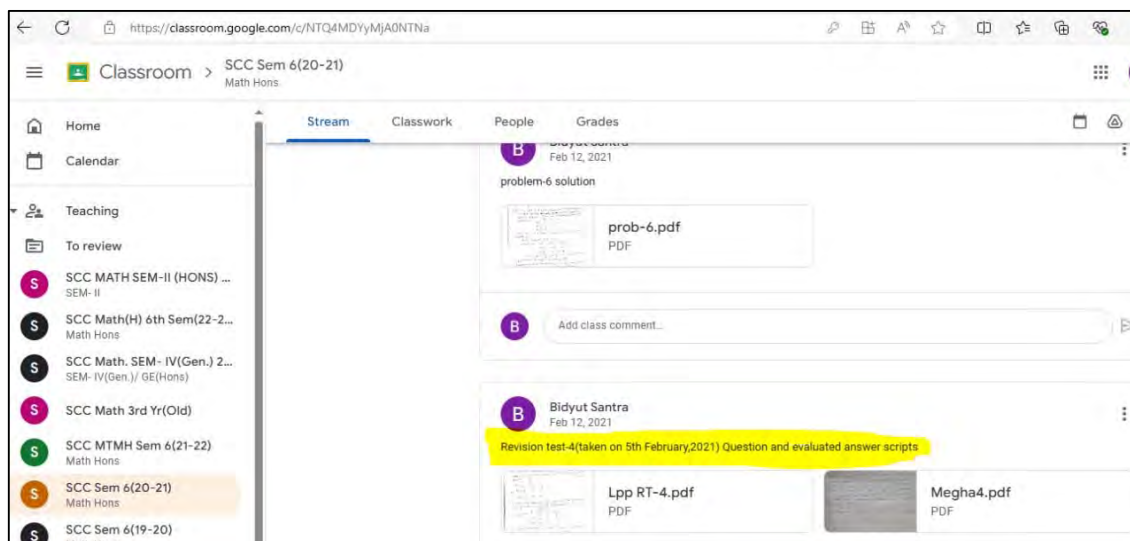 https://classroom.google.com/c/NTQ4MDYyMjA0NTNa
Classroom > SCC Sem 6(20-21)
Math Hons
Home
Calendar
Teaching
To review
S SCC MATH SEM-II (HONS) ...
SEM- II
S SCC Math(H) 6th Sem(22-2...
Math Hons
S SCC Math. SEM- IV(Gen.) 2...
SEM- IV(Gen.)/ GE(Hons)
S SCC Math 3rd Yr(Old)
S SCC MTMH Sem 6(21-22)
Math Hons
S SCC Sem 6(20-21)
Math Hons
S SCC Sem 6(19-20)
Stream Classwork People Grades
B Bidyut Santra
Feb 12, 2021
problem-6 solution
prob-6.pdf
PDF
B Add class comment...
B Bidyut Santra
Feb 12, 2021
Revision test-4(taken on 5th February,2021) Question and evaluated answer scripts
Lpp RT-4.pdf
PDF
Megha4.pdf
PDF